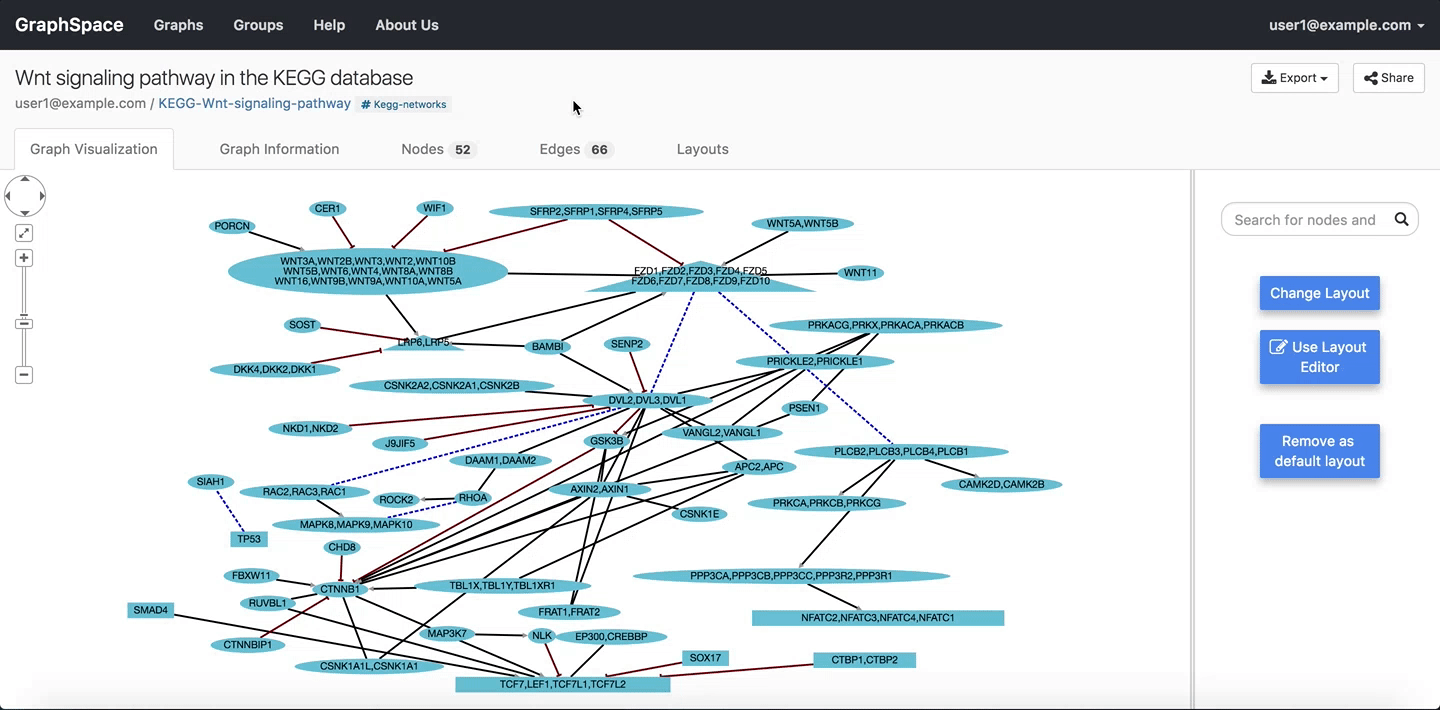 GraphSpace Graphs Groups Help About Us user1@example.com
Wnt signaling pathway in the KEGG database
Export Share
user1@example.com / KEGG-Wnt-signaling-pathway # Kegg-networks
Graph Visualization Graph Information Nodes 52 Edges 66 Layouts
CER1
WIF1
SFRP2,SFRP1,SFRP4,SFRP5
PORCN
WNT5A,WNT5B
WNT3A,WNT2B,WNT3,WNT2,WNT10B
WNT5B,WNT6,WNT4,WNT8A,WNT8B
WNT16,WNT9B,WNT9A,WNT10A,WNT5A
FZD1,FZD2,FZD3,FZD4,FZD5
FZD6,FZD7,FZD8,FZD9,FZD10
WNT11
SOST
PRKACG,PRKX,PRKACA,PRKACB
LRP6,LRP5
BAMBI
SENP2
PRICKLE2,PRICKLE1
DKK4,DKK2,DKK1
CSNK2A2,CSNK2A1,CSNK2B
DVL2,DVL3,DVL1
PSEN1
NKD1,NKD2
J9JIF5
GSK3B
VANGL2,VANGL1
PLCB2,PLCB3,PLCB4,PLCB1
DAAM1,DAAM2
APC2,APC
SIAH1
RAC2,RAC3,RAC1
ROCK2
RHOA
AXIN2,AXIN1
CAMK2D,CAMK2B
PRKCA,PRKCB,PRKCG
CSNK1E
MAPK8,MAPK9,MAPK10
TP53
CHD8
FBXW11
CTNNB1
TBL1X,TBL1Y,TBL1XR1
PPP3CA,PPP3CB,PPP3CC,PPP3R2,PPP3R1
RUVBL1
SMAD4
FRAT1,FRAT2
NFATC2,NFATC3,NFATC4,NFATC1
MAP3K7
NLK
EP300,CREBBP
CTNNBIP1
CSNK1A1L,CSNK1A1
SOX17
CTBP1,CTBP2
TCF7,LEF1,TCF7L1,TCF7L2
Search for nodes and
Change Layout
Use Layout
Editor
Remove as
default layout